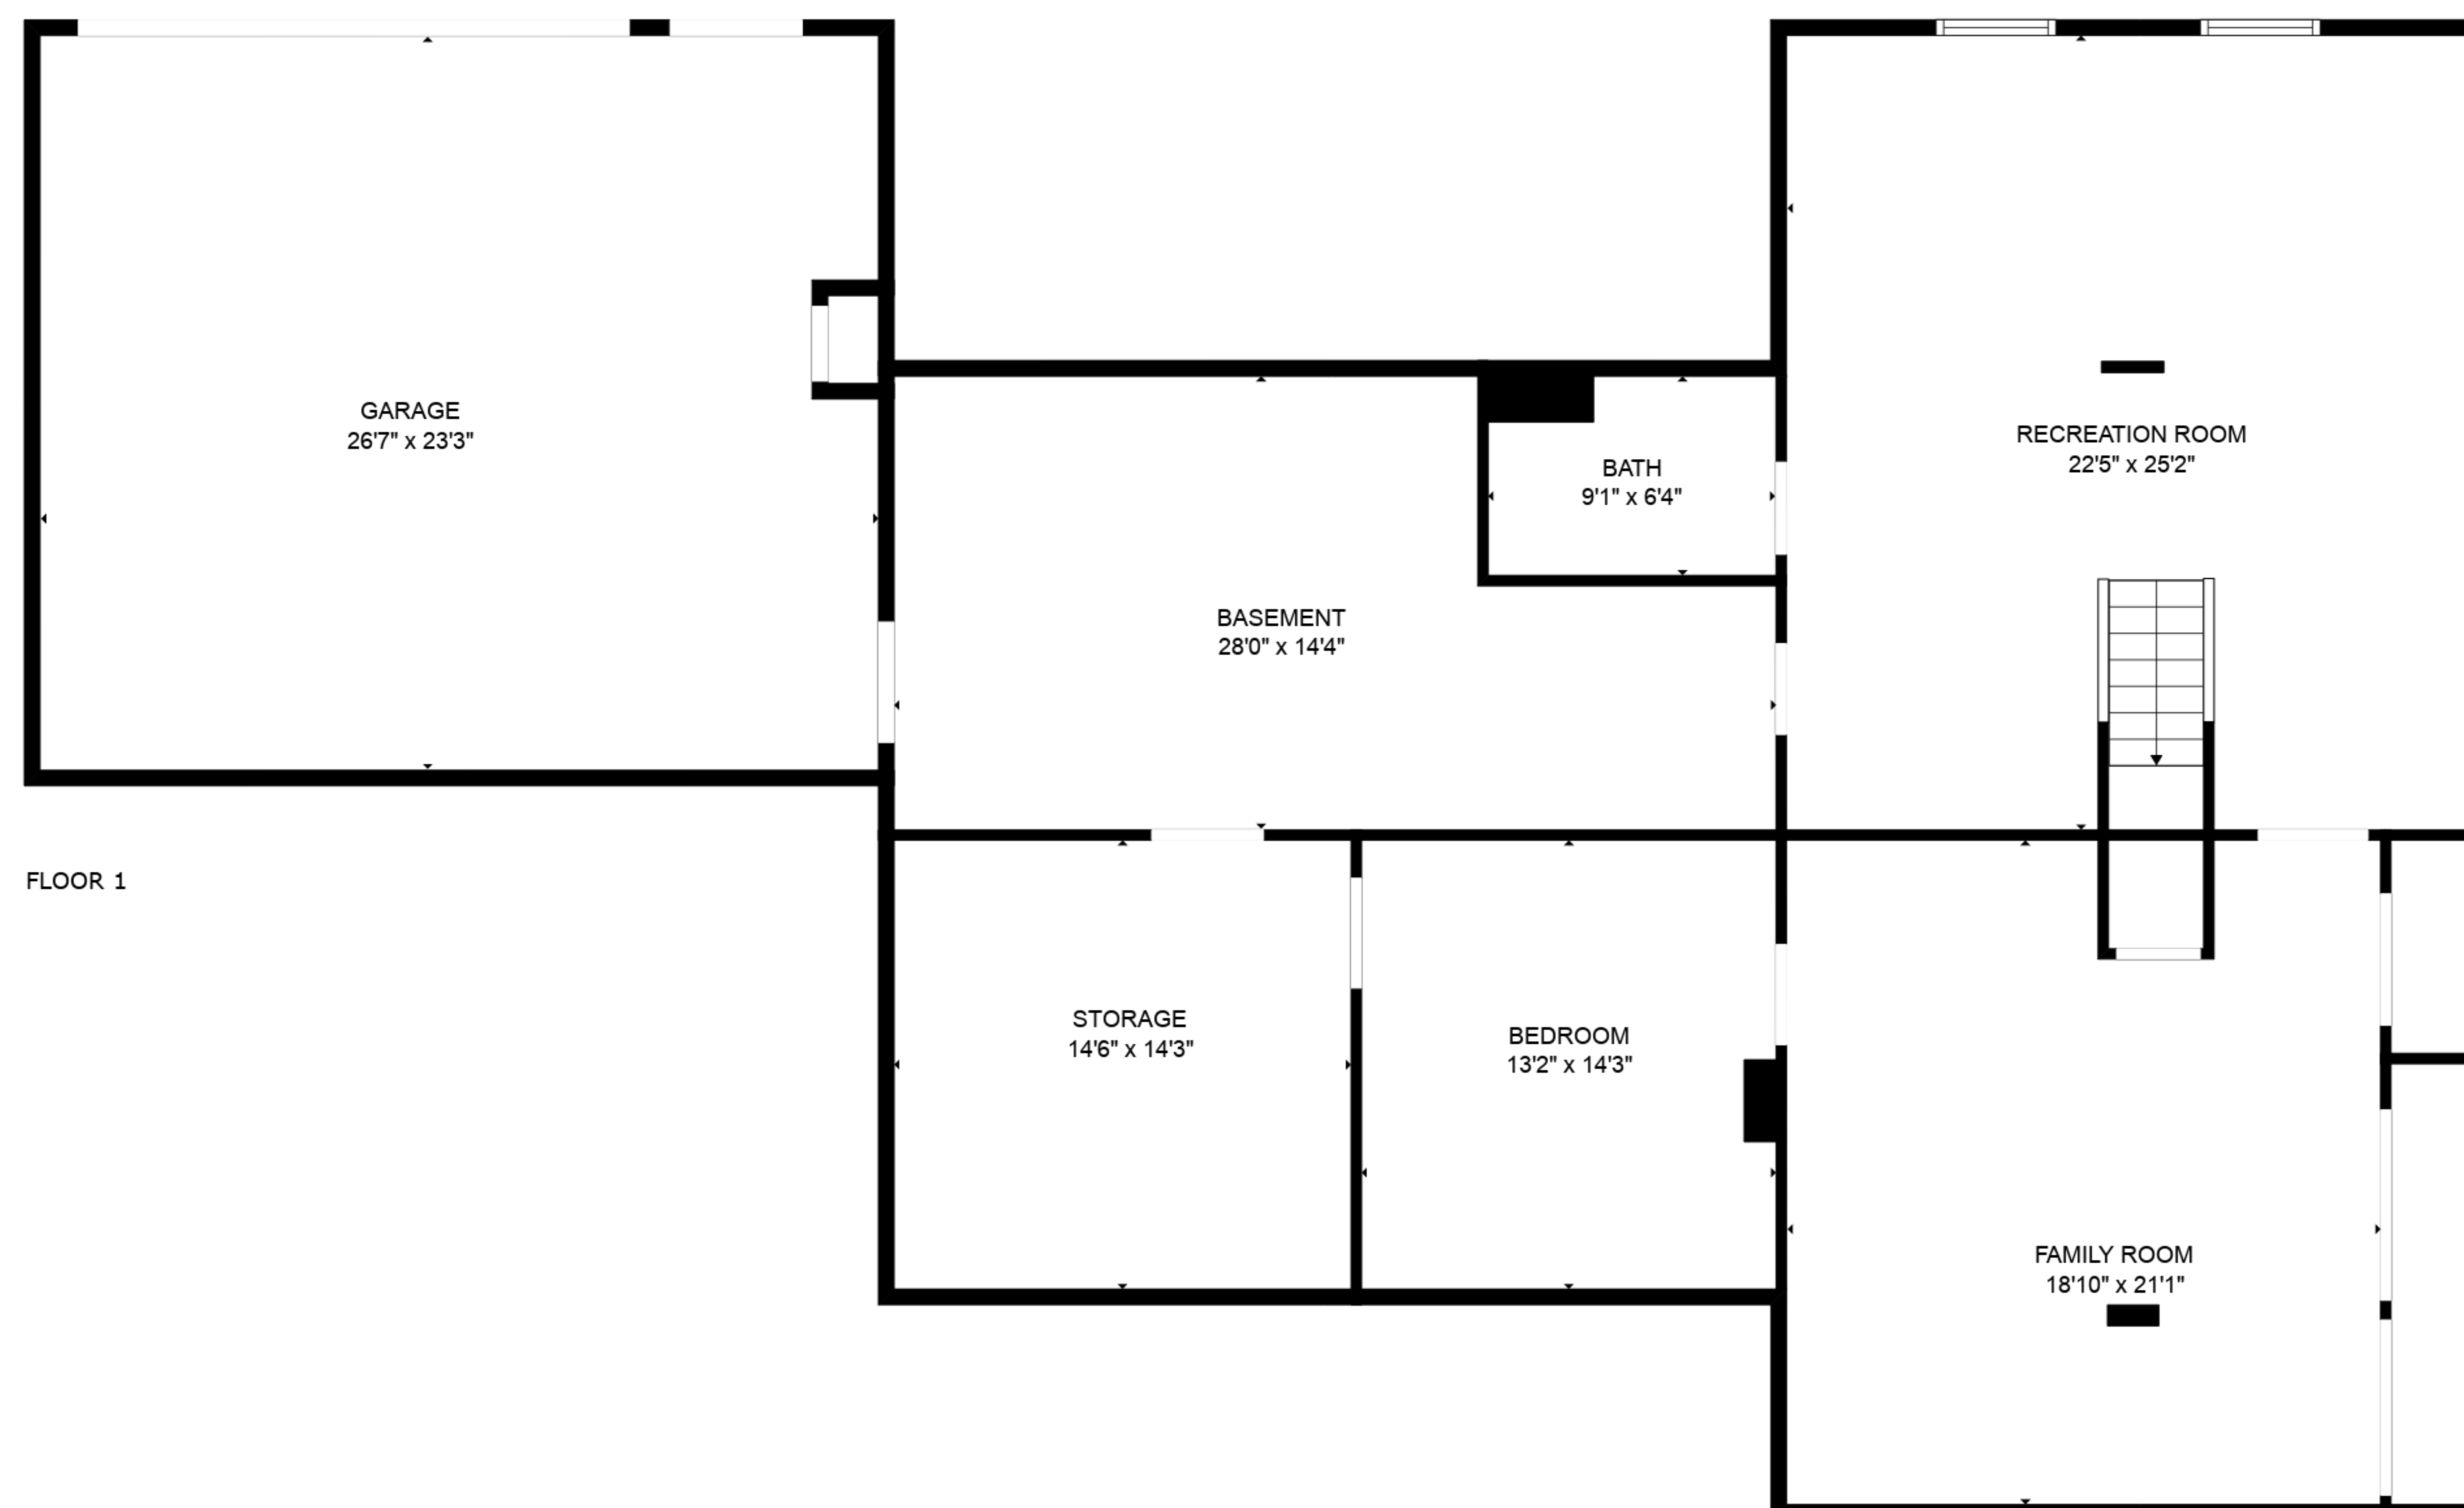 GARAGE
26'7" x 23'3"
RECREATION ROOM
22'5" x 25'2"
BATH
9'1" x 6'4"
BASEMENT
28'0" x 14'4"
FLOOR 1
STORAGE
14'6" x 14'3"
BEDROOM
13'2" x 14'3"
FAMILY ROOM
18'10" x 21'1"